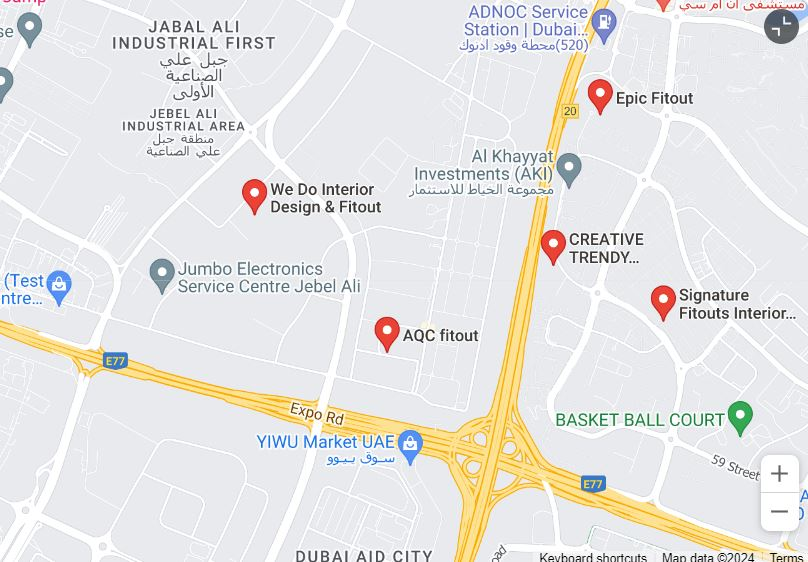 ADNOC Service
Station | Dubai...
محطة وقود أدنوك(520)
JABAL ALI
INDUSTRIAL FIRST
جبل علي
الصناعية
الأولى
JEBEL ALI
INDUSTRIAL AREA
منطقة جبل
علي الصناعية
20
Epic Fitout
Al Khayyat
Investments (AKI)
مجموعة الخياط للاستثمار
We Do Interior
Design & Fitout
CREATIVE
TRENDY...
Jumbo Electronics
Service Centre Jebel Ali
(Test
ntre...
Signature
Fitouts Interior...
AQC fitout
E77
Expo Rd
BASKET BALL COURT
YIWU Market UAE
سوق بيوو
59 Street
E77
DUBAI AID CITY
Keyboard shortcuts
Map data ©2024
Terms